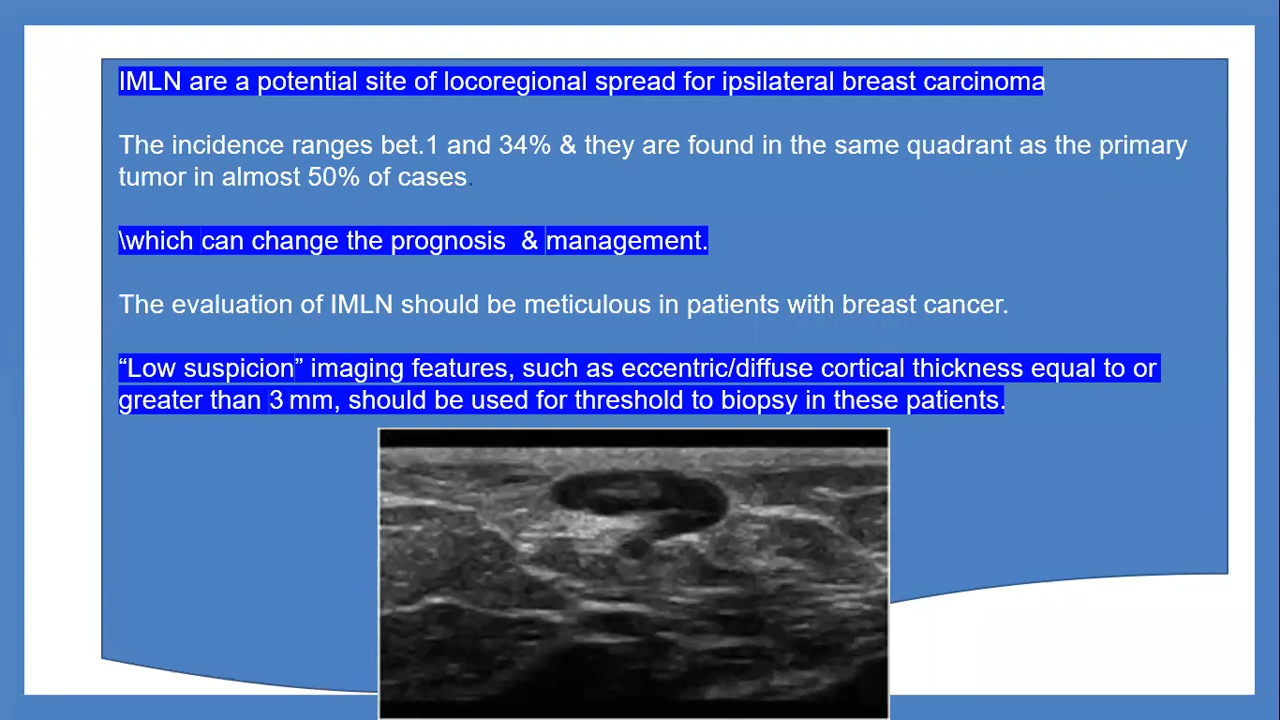 IMLN are a potential site of locoregional spread for ipsilateral breast carcinoma
The incidence ranges bet.1 and 34% & they are found in the same quadrant as the primary
tumor in almost 50% of cases.
\which can change the prognosis  & management.
The evaluation of IMLN should be meticulous in patients with breast cancer.
“Low suspicion” imaging features, such as eccentric/diffuse cortical thickness equal to or
greater than 3 mm, should be used for threshold to biopsy in these patients.